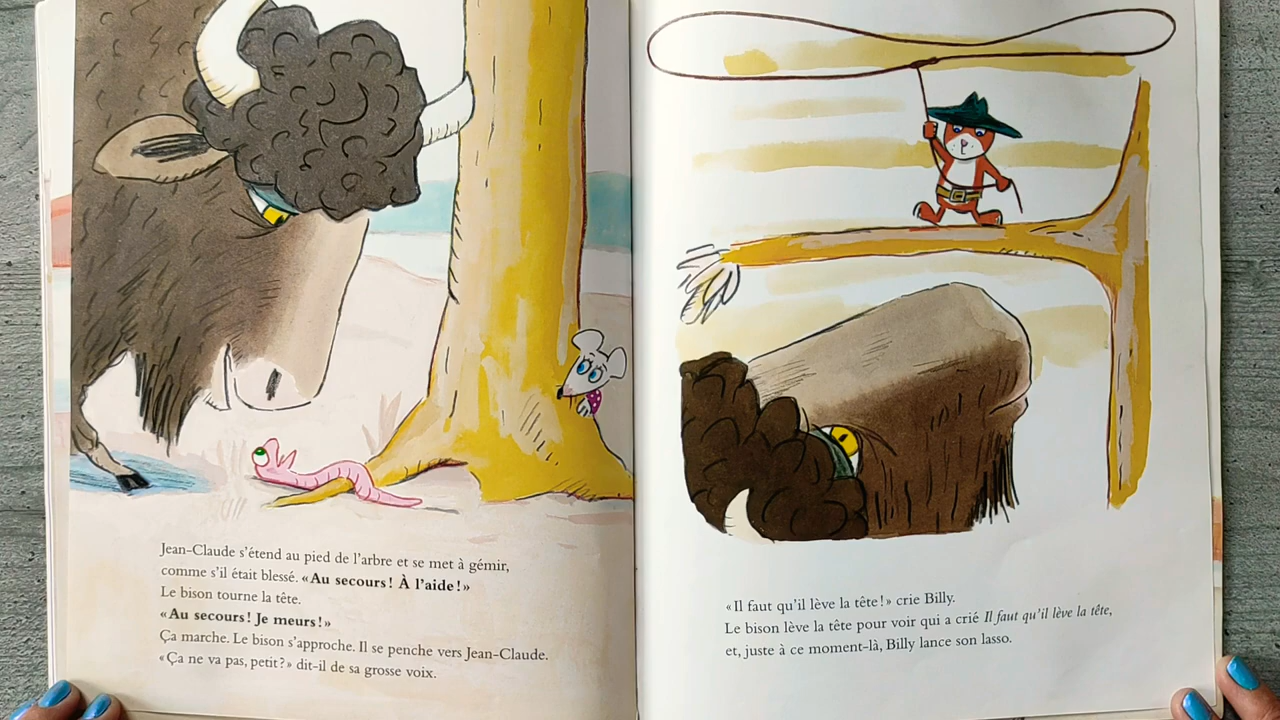 Jean-Claude s'étend au pied de l'arbre et se met à gémir,
comme s'il était blessé. «Au secours! À l'aide!»
Le bison tourne la tête.
«Au secours! Je meurs!»
Ça marche. Le bison s'approche. Il se penche vers Jean-Claude.
«Ça ne va pas, petit?» dit-il de sa grosse voix.
«Il faut qu'il lève la tête!» crie Billy.
Le bison lève la tête pour voir qui a crié Il faut qu'il lève la tête,
et, juste à ce moment-là, Billy lance son lasso.